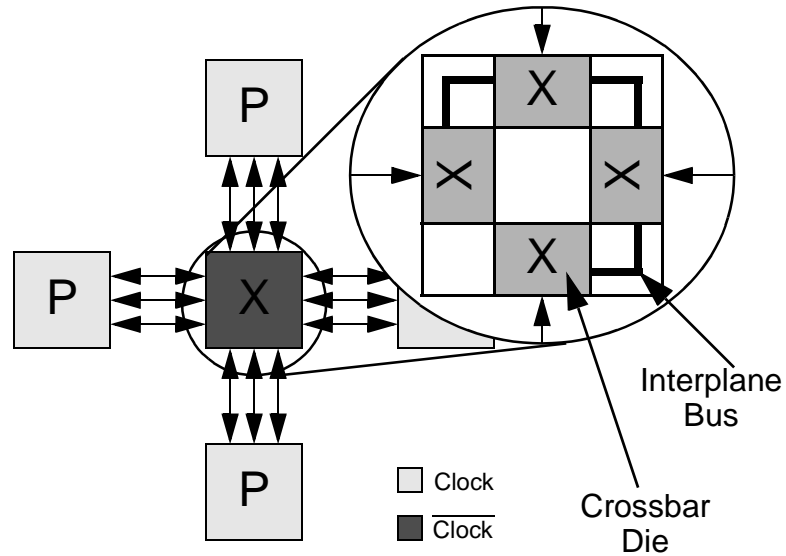 P
X
X
X
X
P
X
P
Interplane
Bus
Clock
Clock
Crossbar
Die